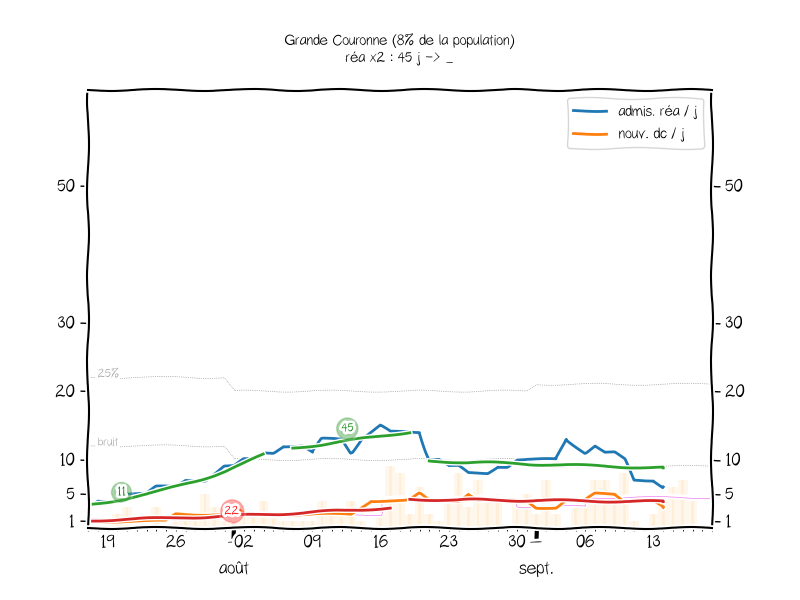 Grande Couronne (8% de la population)
réa x2 : 45 j -> _
admis. réa / j
nouv. dc / j
50 50
30 30
25%
20 20
45
bruit
10 10
11
5 5
22
1 1
19 26 02 09 16 23 30 06 13
août sept.